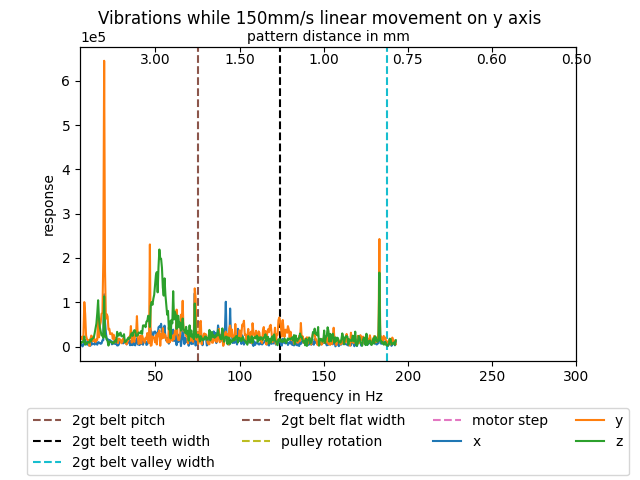 Vibrations while 150mm/s linear movement on y axis
pattern distance in mm
1e5
3.00 1.50 1.00 0.75 0.60 0.50
6
5
4
3
2
1
0
response
50 100 150 200 250 300
frequency in Hz
2gt belt pitch 2gt belt flat width motor step y
2gt belt teeth width pulley rotation x z
2gt belt valley width